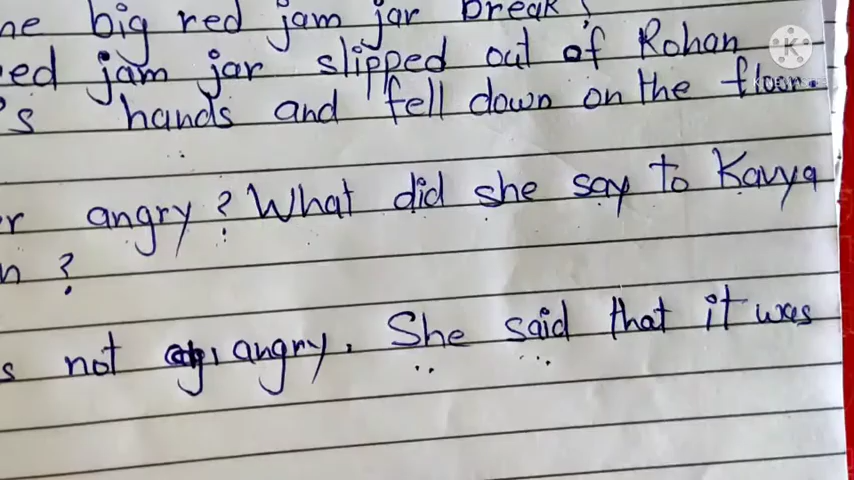 he big red jam jar break?
ed jam jar slipped out of Rohan
's hands and fell down on the floor.
r angry? What did she say to Kavya
n ?
s not angry. She said that it was